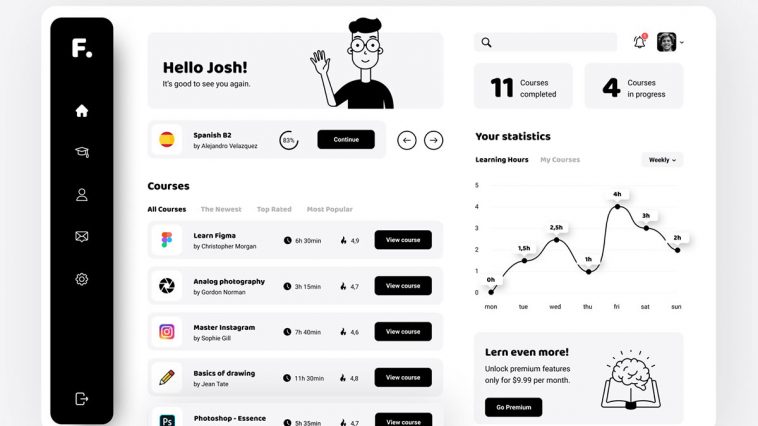 F.
Hello Josh!
It's good to see you again.
Spanish B2
by Alejandro Velazquez
83%
Continue
Courses
All Courses
The Newest
Top Rated
Most Popular
Learn Figma
by Christopher Morgan
6h 30min
4,9
View course
Analog photography
by Gordon Norman
3h 15min
4,7
View course
Master Instagram
by Sophie Gill
7h 40min
4,6
View course
Basics of drawing
by Jean Tate
11h 30min
4,8
View course
Ps
Photoshop - Essence
5h 35min
4,7
View course
11
Courses
completed
4
Courses
in progress
Your statistics
Learning Hours
My Courses
Weekly
5
4
3
2
1
0
0h
1,5h
2,5h
1h
4h
3h
2h
mon
tue
wed
thu
fri
sat
sun
Lern even more!
Unlock premium features
only for $9.99 per month.
Go Premium